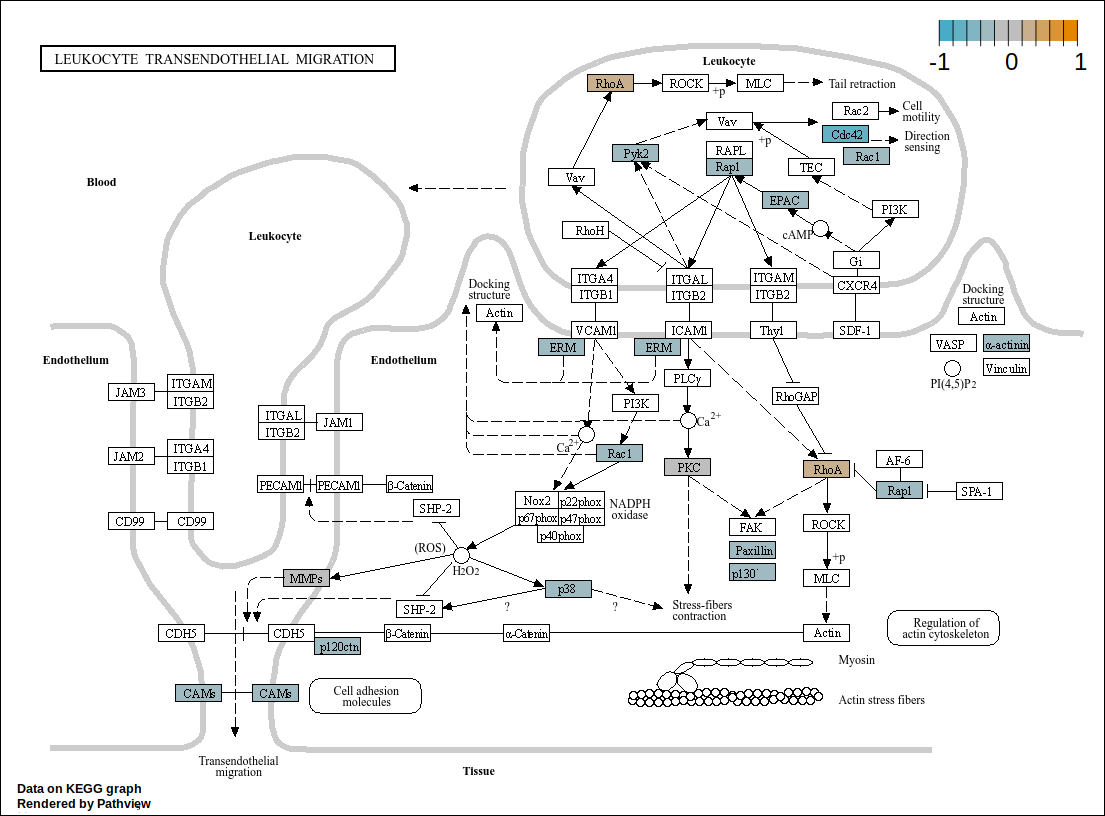 LEUKOCYTE TRANSENDOTHELIAL MIGRATION
-1 0 1
Leukocyte
RhoA
ROCK
+p
MLC
Tail retraction
Vav
+p
Rac2
Cell
motility
Cdc42
Direction
sensing
Rac1
Pyk2
RAPL
Rap1
TEC
Vav
EPAC
PI3K
cAMP
RhoH
Gi
Blood
Leukocyte
ITGA4
ITGB1
ITGAL
ITGB2
ITGAM
ITGB2
CXCR4
Docking
structure
Actin
VCAM1
ICAM1
Thy1
SDF-1
Docking
structure
Actin
VASP
α-actinin
PI(4,5)P2
Vinculin
ERM
ERM
Endothelium
Endothelium
PLCγ
PI3K
RhoGAP
Ca2+
Ca2+
JAM3
ITGAM
ITGB2
ITGAL
ITGB2
JAM1
JAM2
ITGA4
ITGB1
Rac1
PKC
RhoA
AF-6
Rap1
SPA-1
PECAM1
PECAM1
β-Catenin
SHP-2
Nox2
p22phox
p67phox
p47phox
p40phox
NADPH
oxidase
CD99
CD99
FAK
Paxillin
p130
ROCK
+p
MLC
(ROS)
H2O2
MMPs
p38
SHP-2
?
?
Stress-fibers
contraction
CDH5
CDH5
p120ctn
β-Catenin
α-Catenin
Actin
Regulation of
actin cytoskeleton
Myosin
Actin stress fibers
CAMs
CAMs
Cell adhesion
molecules
Transendothelial
migration
Tissue
Data on KEGG graph
Rendered by Pathview